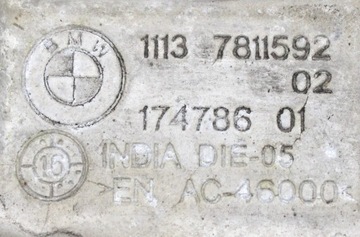 BMW
1113 7811592
02
174786 01
16
INDIA DIE-05
EN AC-46000